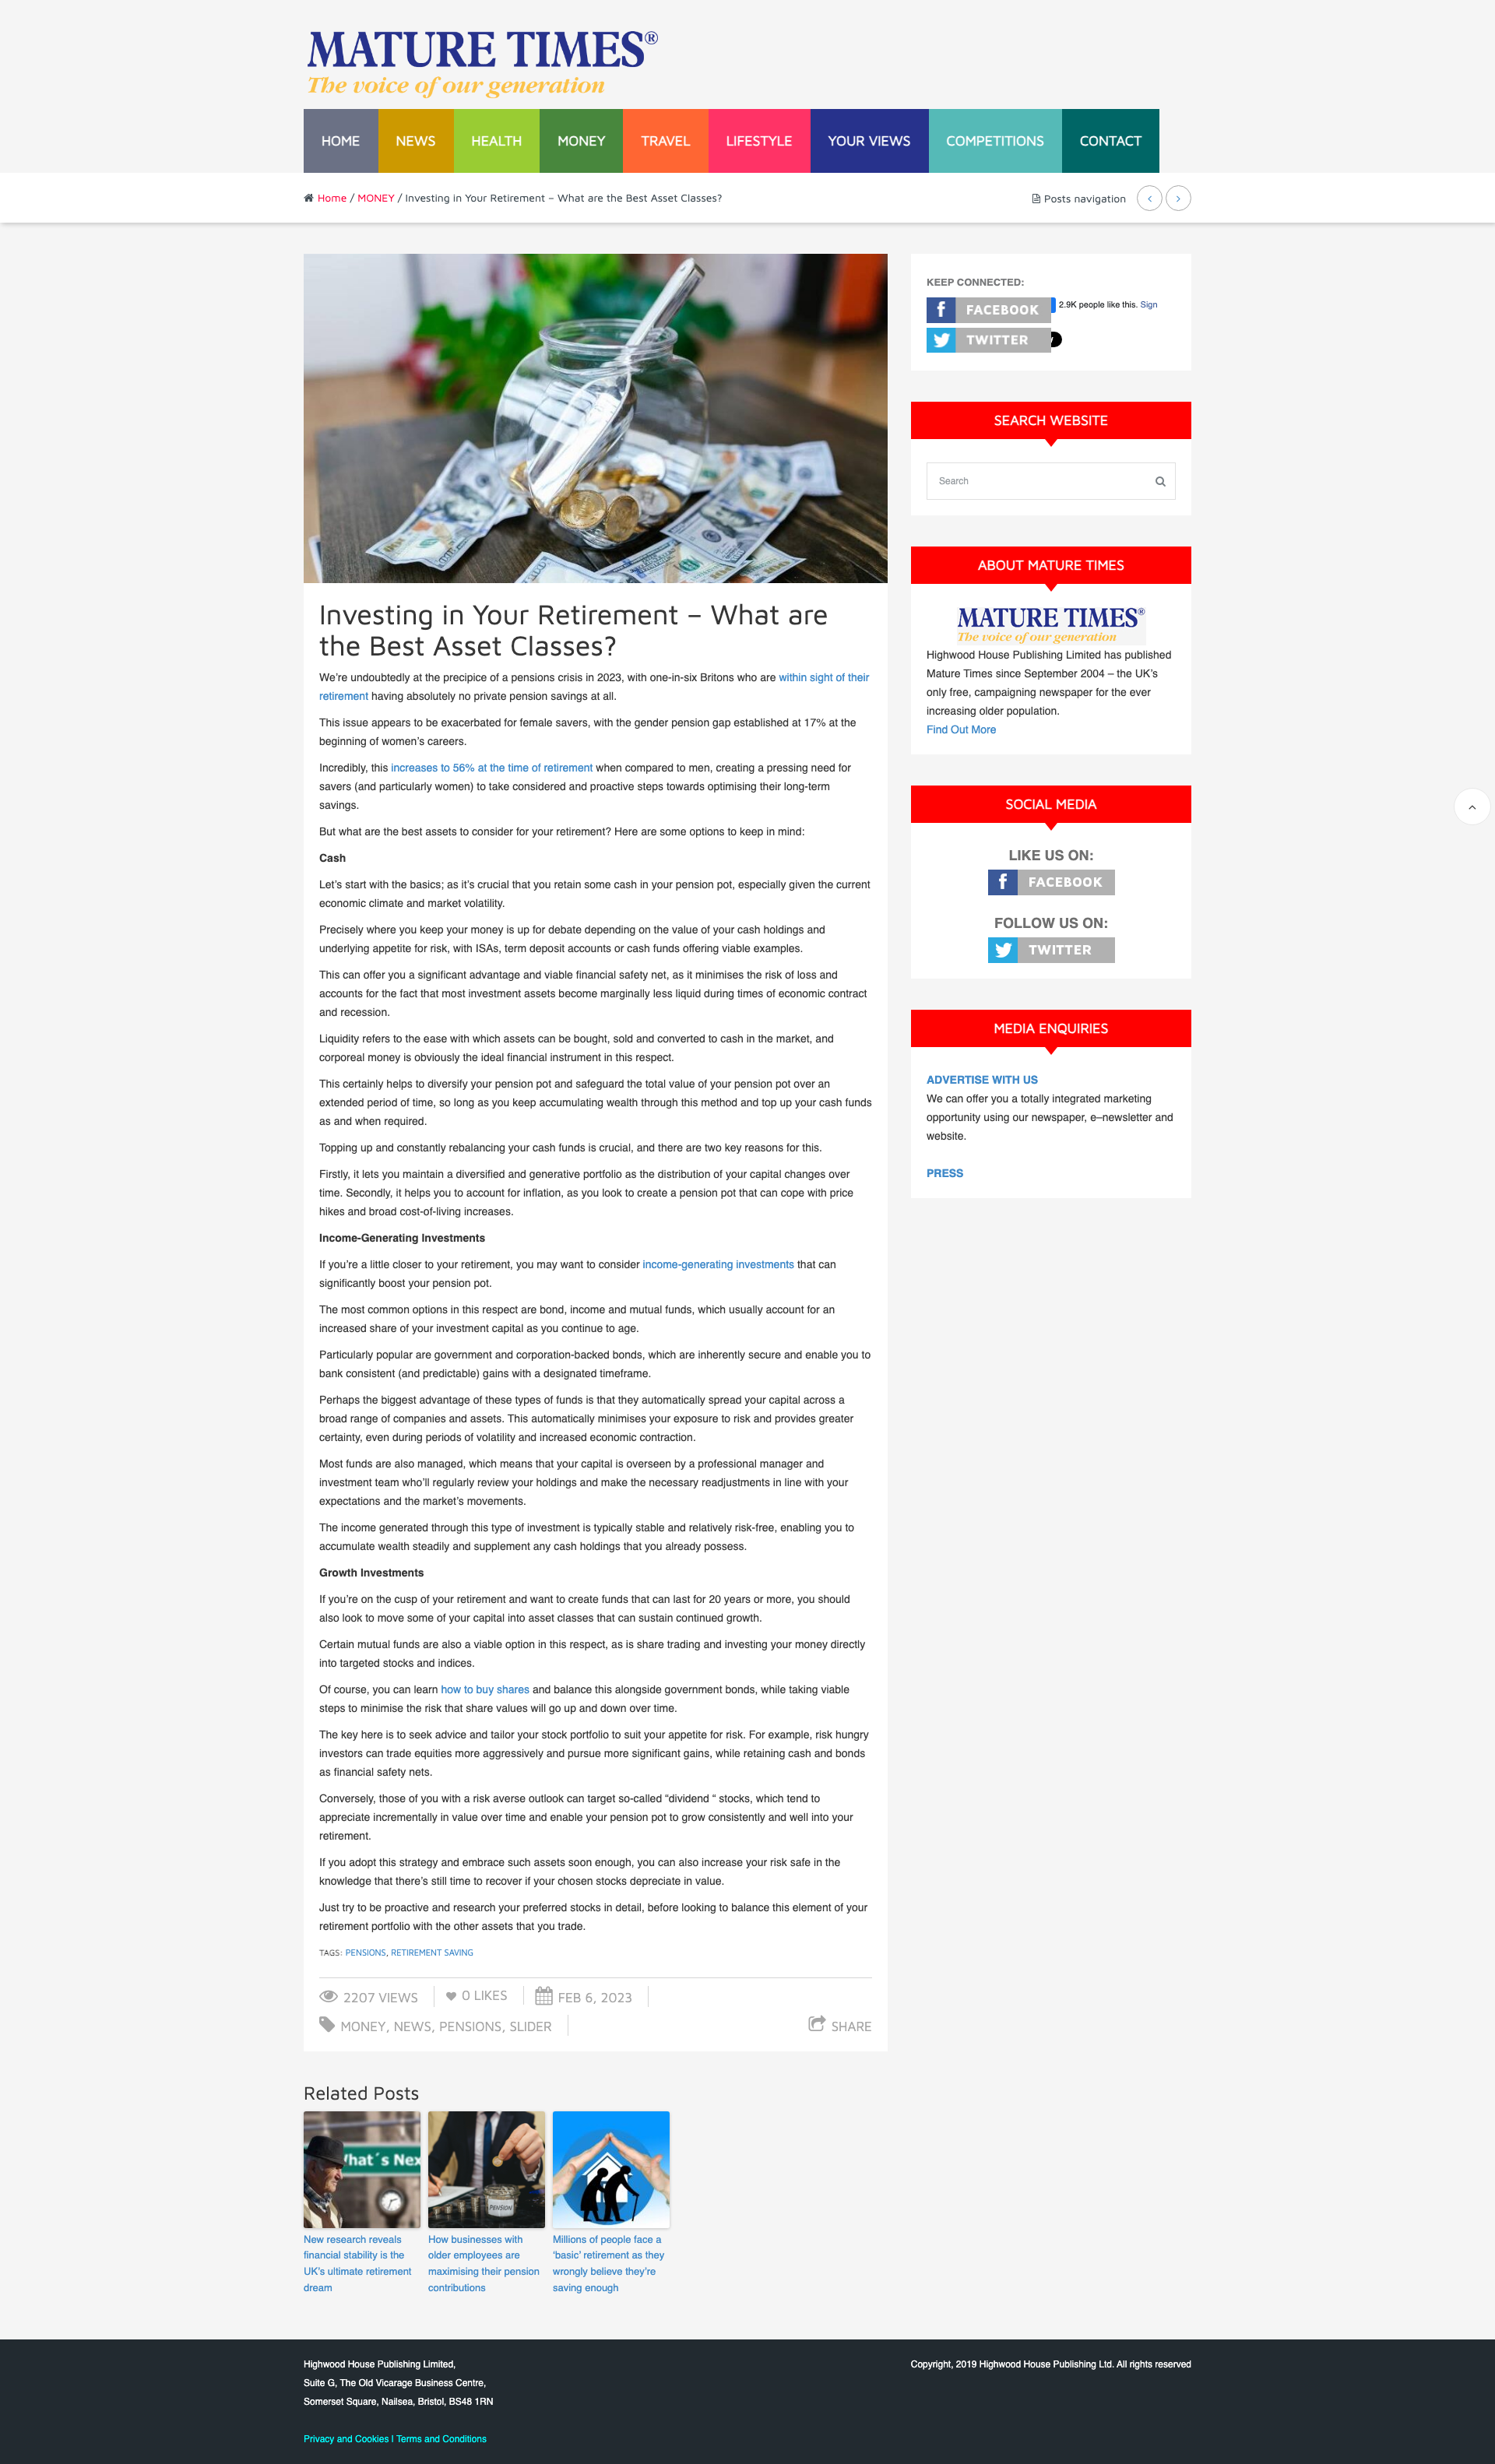 MATURE TIMES®
The voice of our generation
HOME NEWS HEALTH MONEY TRAVEL LIFESTYLE YOUR VIEWS COMPETITIONS CONTACT
Home / MONEY / Investing in Your Retirement – What are the Best Asset Classes?
Posts navigation
Investing in Your Retirement – What are
the Best Asset Classes?
We’re undoubtedly at the precipice of a pensions crisis in 2023, with one-in-six Britons who are within sight of their
retirement having absolutely no private pension savings at all.
This issue appears to be exacerbated for female savers, with the gender pension gap established at 17% at the
beginning of women’s careers.
Incredibly, this increases to 56% at the time of retirement when compared to men, creating a pressing need for
savers (and particularly women) to take considered and proactive steps towards optimising their long-term
savings.
But what are the best assets to consider for your retirement? Here are some options to keep in mind:
Cash
Let’s start with the basics; as it’s crucial that you retain some cash in your pension pot, especially given the current
economic climate and market volatility.
Precisely where you keep your money is up for debate depending on the value of your cash holdings and
underlying appetite for risk, with ISAs, term deposit accounts or cash funds offering viable examples.
This can offer you a significant advantage and viable financial safety net, as it minimises the risk of loss and
accounts for the fact that most investment assets become marginally less liquid during times of economic contract
and recession.
Liquidity refers to the ease with which assets can be bought, sold and converted to cash in the market, and
corporeal money is obviously the ideal financial instrument in this respect.
This certainly helps to diversify your pension pot and safeguard the total value of your pension pot over an
extended period of time, so long as you keep accumulating wealth through this method and top up your cash funds
as and when required.
Topping up and constantly rebalancing your cash funds is crucial, and there are two key reasons for this.
Firstly, it lets you maintain a diversified and generative portfolio as the distribution of your capital changes over
time. Secondly, it helps you to account for inflation, as you look to create a pension pot that can cope with price
hikes and broad cost-of-living increases.
Income-Generating Investments
If you’re a little closer to your retirement, you may want to consider income-generating investments that can
significantly boost your pension pot.
The most common options in this respect are bond, income and mutual funds, which usually account for an
increased share of your investment capital as you continue to age.
Particularly popular are government and corporation-backed bonds, which are inherently secure and enable you to
bank consistent (and predictable) gains with a designated timeframe.
Perhaps the biggest advantage of these types of funds is that they automatically spread your capital across a
broad range of companies and assets. This automatically minimises your exposure to risk and provides greater
certainty, even during periods of volatility and increased economic contraction.
Most funds are also managed, which means that your capital is overseen by a professional manager and
investment team who’ll regularly review your holdings and make the necessary readjustments in line with your
expectations and the market’s movements.
The income generated through this type of investment is typically stable and relatively risk-free, enabling you to
accumulate wealth steadily and supplement any cash holdings that you already possess.
Growth Investments
If you’re on the cusp of your retirement and want to create funds that can last for 20 years or more, you should
also look to move some of your capital into asset classes that can sustain continued growth.
Certain mutual funds are also a viable option in this respect, as is share trading and investing your money directly
into targeted stocks and indices.
Of course, you can learn how to buy shares and balance this alongside government bonds, while taking viable
steps to minimise the risk that share values will go up and down over time.
The key here is to seek advice and tailor your stock portfolio to suit your appetite for risk. For example, risk hungry
investors can trade equities more aggressively and pursue more significant gains, while retaining cash and bonds
as financial safety nets.
Conversely, those of you with a risk averse outlook can target so-called “dividend “ stocks, which tend to
appreciate incrementally in value over time and enable your pension pot to grow consistently and well into your
retirement.
If you adopt this strategy and embrace such assets soon enough, you can also increase your risk safe in the
knowledge that there’s still time to recover if your chosen stocks depreciate in value.
Just try to be proactive and research your preferred stocks in detail, before looking to balance this element of your
retirement portfolio with the other assets that you trade.
TAGS: PENSIONS, RETIREMENT SAVING
2207 VIEWS 0 LIKES FEB 6, 2023
MONEY, NEWS, PENSIONS, SLIDER SHARE
KEEP CONNECTED:
FACEBOOK
2.9K people like this. Sign
TWITTER
SEARCH WEBSITE
Search
ABOUT MATURE TIMES
MATURE TIMES®
The voice of our generation
Highwood House Publishing Limited has published
Mature Times since September 2004 – the UK’s
only free, campaigning newspaper for the ever
increasing older population.
Find Out More
SOCIAL MEDIA
LIKE US ON:
FACEBOOK
FOLLOW US ON:
TWITTER
MEDIA ENQUIRIES
ADVERTISE WITH US
We can offer you a totally integrated marketing
opportunity using our newspaper, e–newsletter and
website.
PRESS
Related Posts
hat´s Nex
PENSION
New research reveals
financial stability is the
UK’s ultimate retirement
dream
How businesses with
older employees are
maximising their pension
contributions
Millions of people face a
‘basic’ retirement as they
wrongly believe they’re
saving enough
Highwood House Publishing Limited,
Suite G, The Old Vicarage Business Centre,
Somerset Square, Nailsea, Bristol, BS48 1RN
Privacy and Cookies | Terms and Conditions
Copyright, 2019 Highwood House Publishing Ltd. All rights reserved